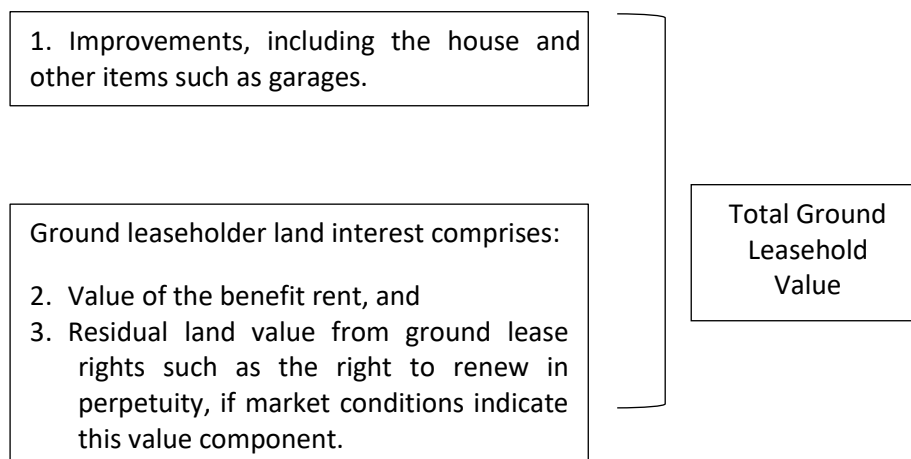 1. Improvements, including the house and
other items such as garages.
Ground leaseholder land interest comprises:
2. Value of the benefit rent, and
3. Residual land value from ground lease
rights such as the right to renew in
perpetuity, if market conditions indicate
this value component.
Total Ground
Leasehold
Value